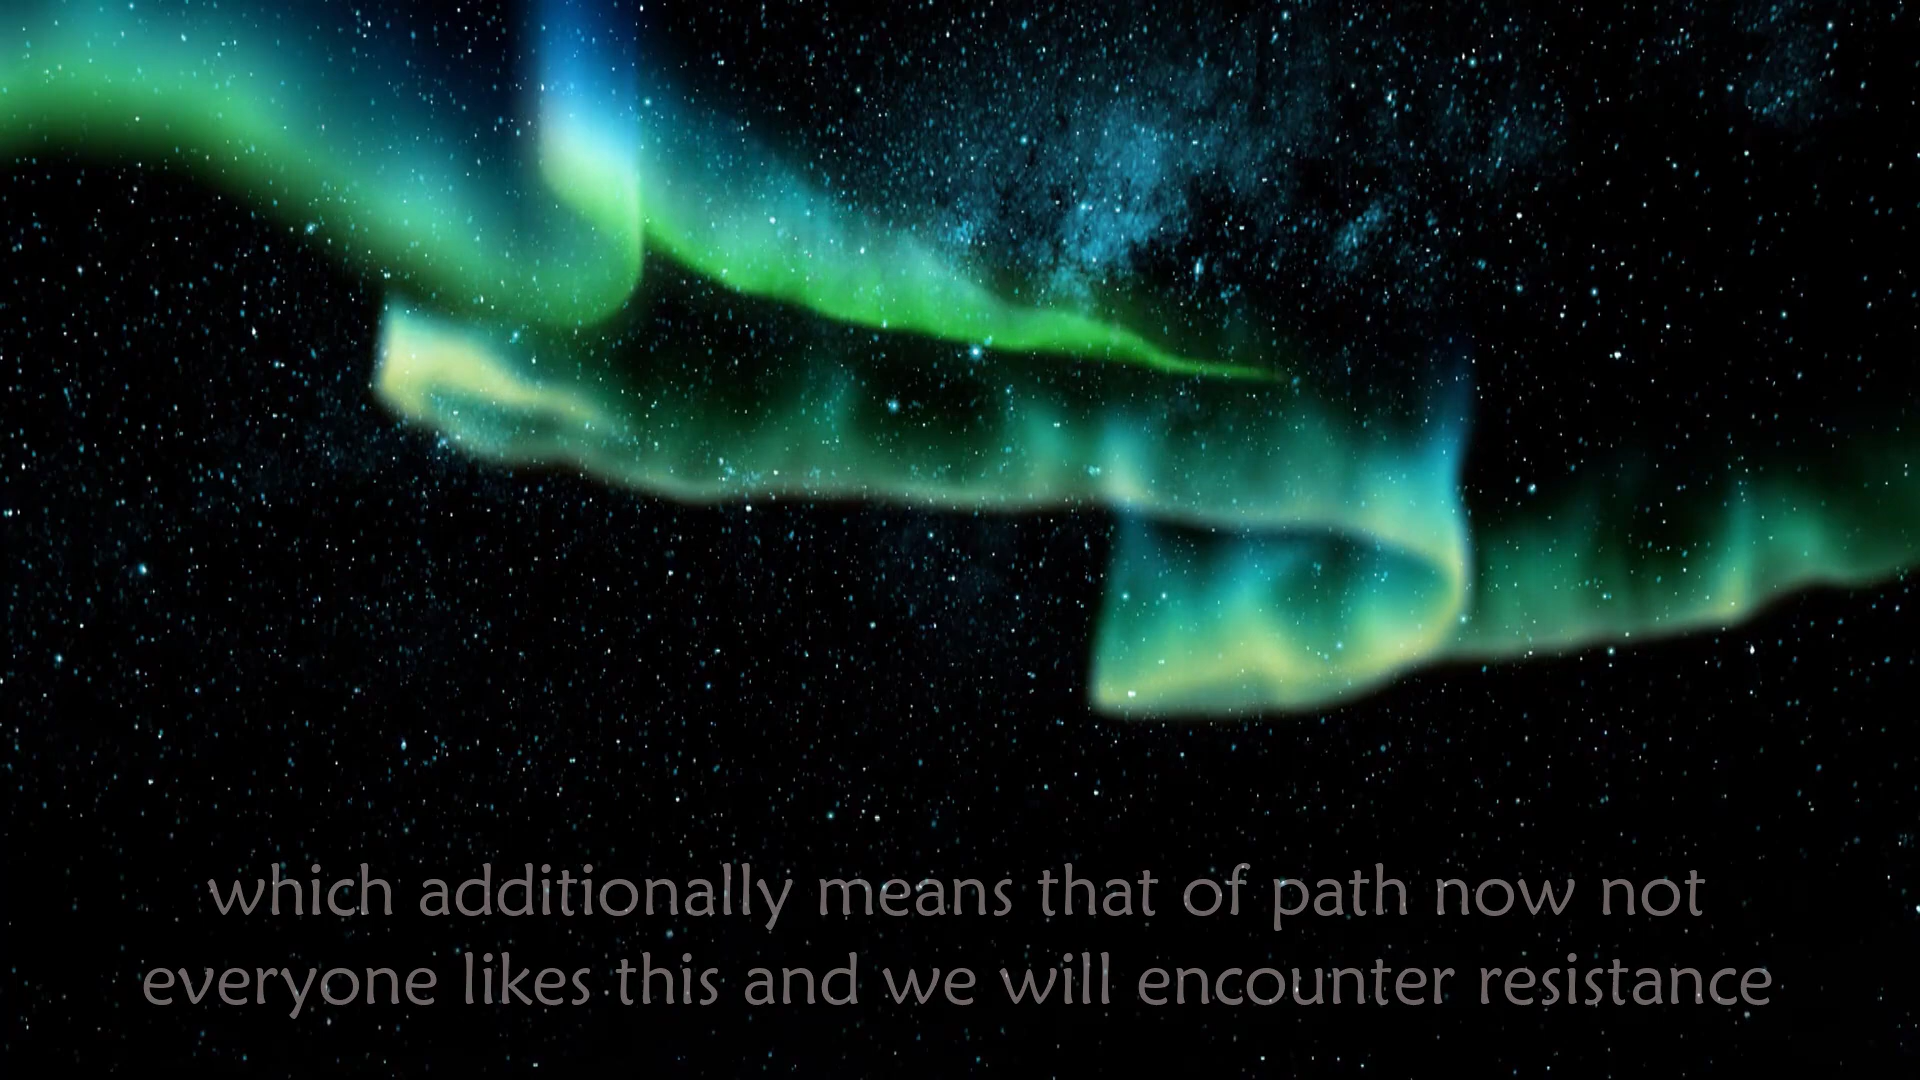 which additionally means that of path now not
everyone likes this and we will encounter resistance